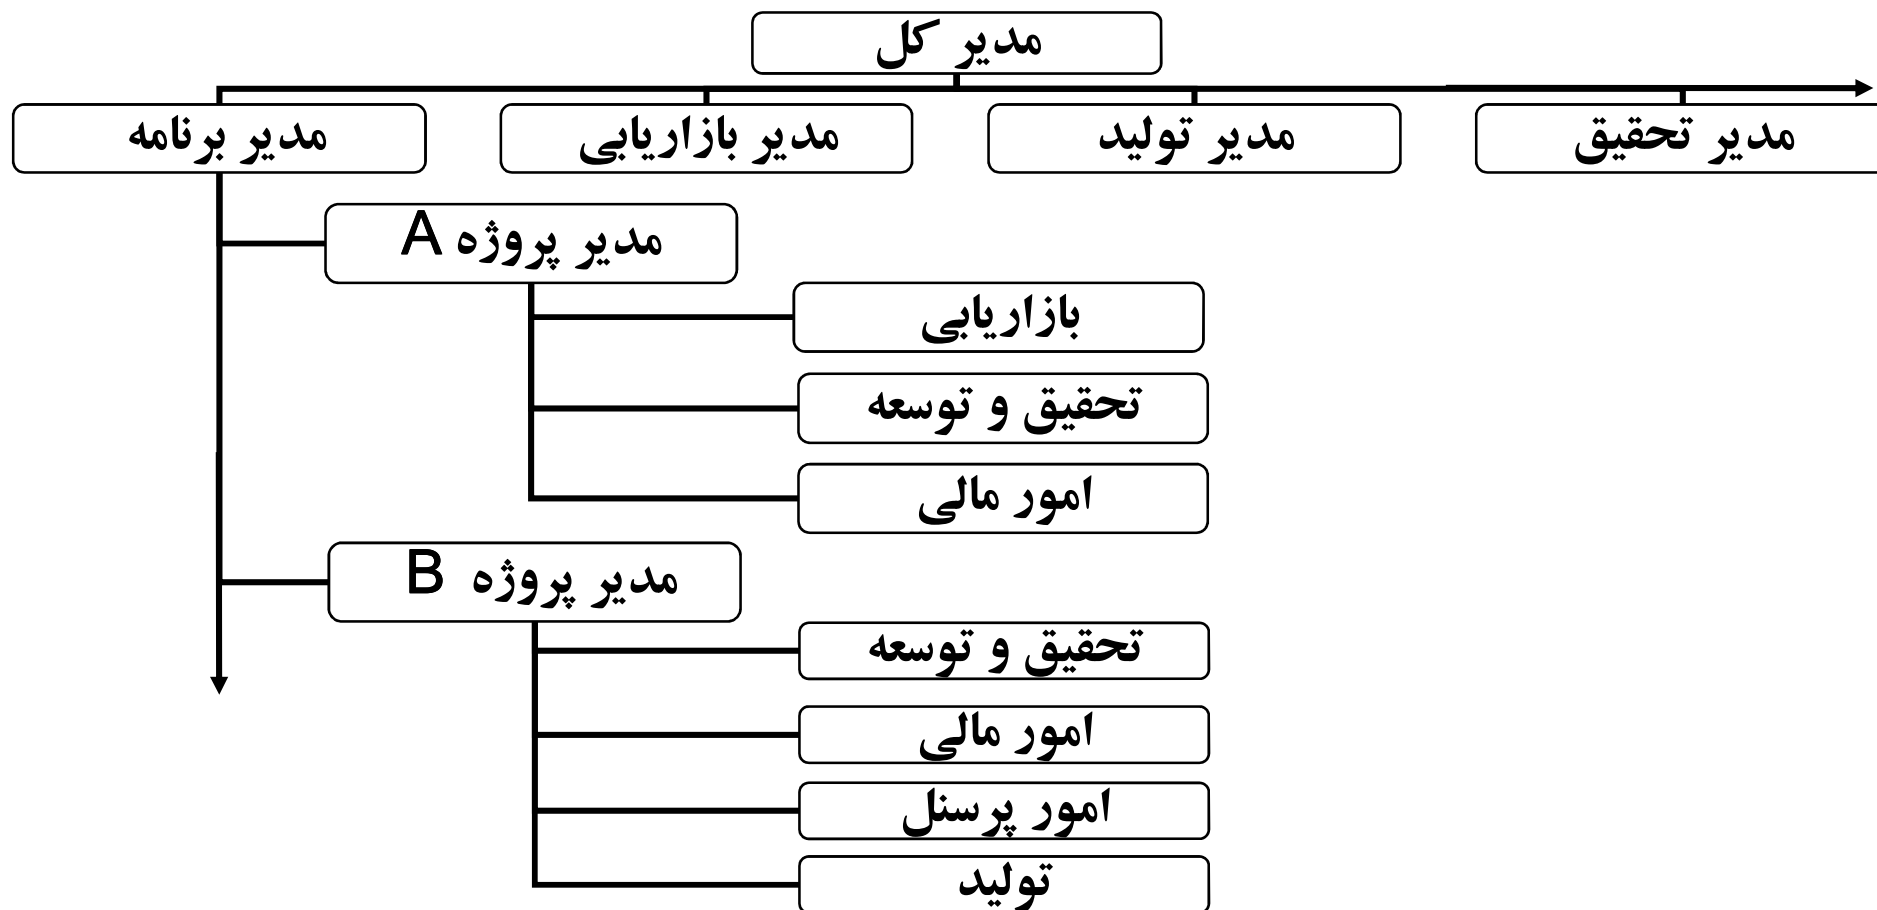 مدیر کل
مدیر تحقیق
مدیر تولید
مدیر بازاریابی
مدیر برنامه
مدیر پروژه A
بازاریابی
تحقیق و توسعه
امور مالی
مدیر پروژه B
تحقیق و توسعه
امور مالی
امور پرسنل
تولید